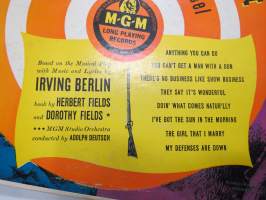 M-G-M
LONG PLAYING
RECORDS
Based on the Musical Play
with Music and Lyrics by
IRVING BERLIN
book by HERBERT FIELDS
and DOROTHY FIELDS
MGM Studio Orchestra
conducted by ADOLPH DEUTSCH
ANYTHING YOU CAN DO
YOU CAN'T GET A MAN WITH A GUN
THERE'S NO BUSINESS LIKE SHOW BUSINESS
THEY SAY IT'S WONDERFUL
DOIN' WHAT COMES NATUR'LLY
I'VE GOT THE SUN IN THE MORNING
THE GIRL THAT I MARRY
MY DEFENSES ARE DOWN